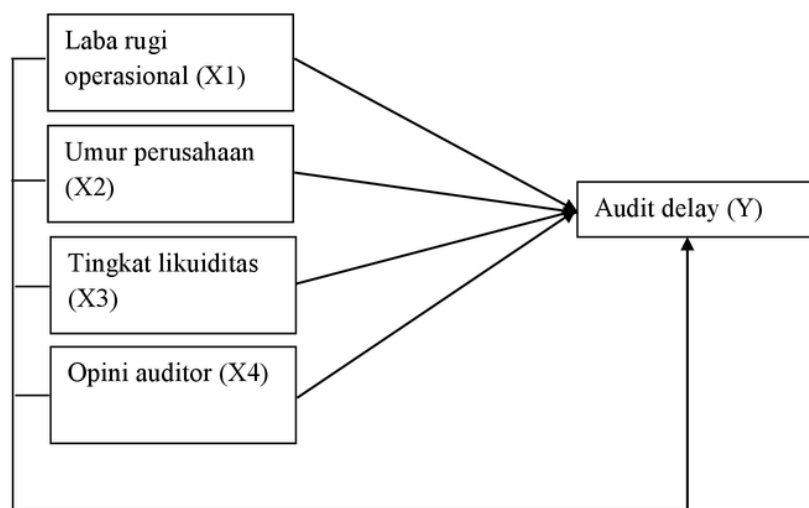 Laba rugi
operasional (X1)
Umur perusahaan
(X2)
Tingkat likuiditas
(X3)
Opini auditor (X4)
Audit delay (Y)